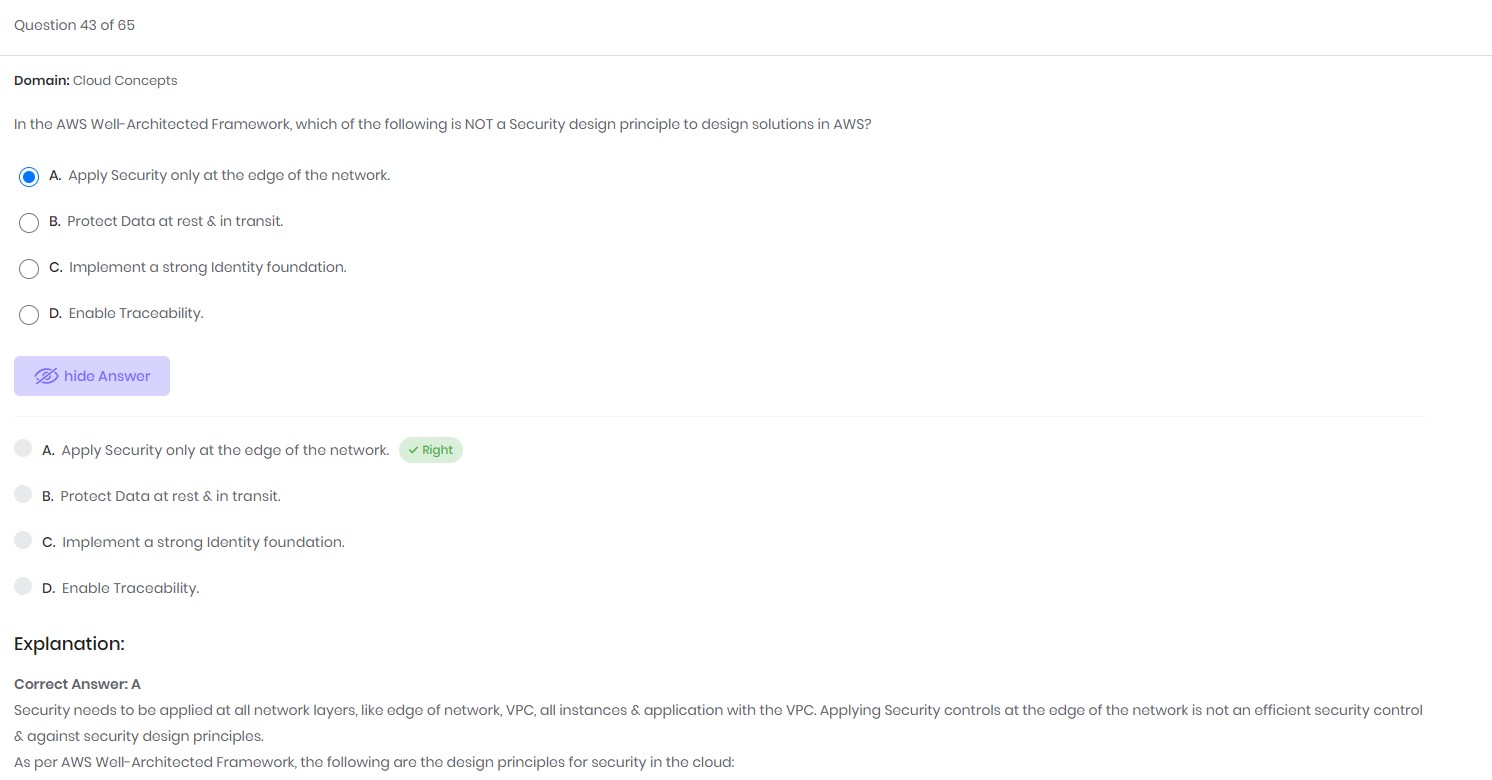 Question 43 of 65
Domain: Cloud Concepts
In the AWS Well-Architected Framework, which of the following is NOT a Security design principle to design solutions in AWS?
A. Apply Security only at the edge of the network.
B. Protect Data at rest & in transit.
C. Implement a strong Identity foundation.
D. Enable Traceability.
hide Answer
A. Apply Security only at the edge of the network. Right
B. Protect Data at rest & in transit.
C. Implement a strong Identity foundation.
D. Enable Traceability.
Explanation:
Correct Answer: A
Security needs to be applied at all network layers, like edge of network, VPC, all instances & application with the VPC. Applying Security controls at the edge of the network is not an efficient security control
& against security design principles.
As per AWS Well-Architected Framework, the following are the design principles for security in the cloud: